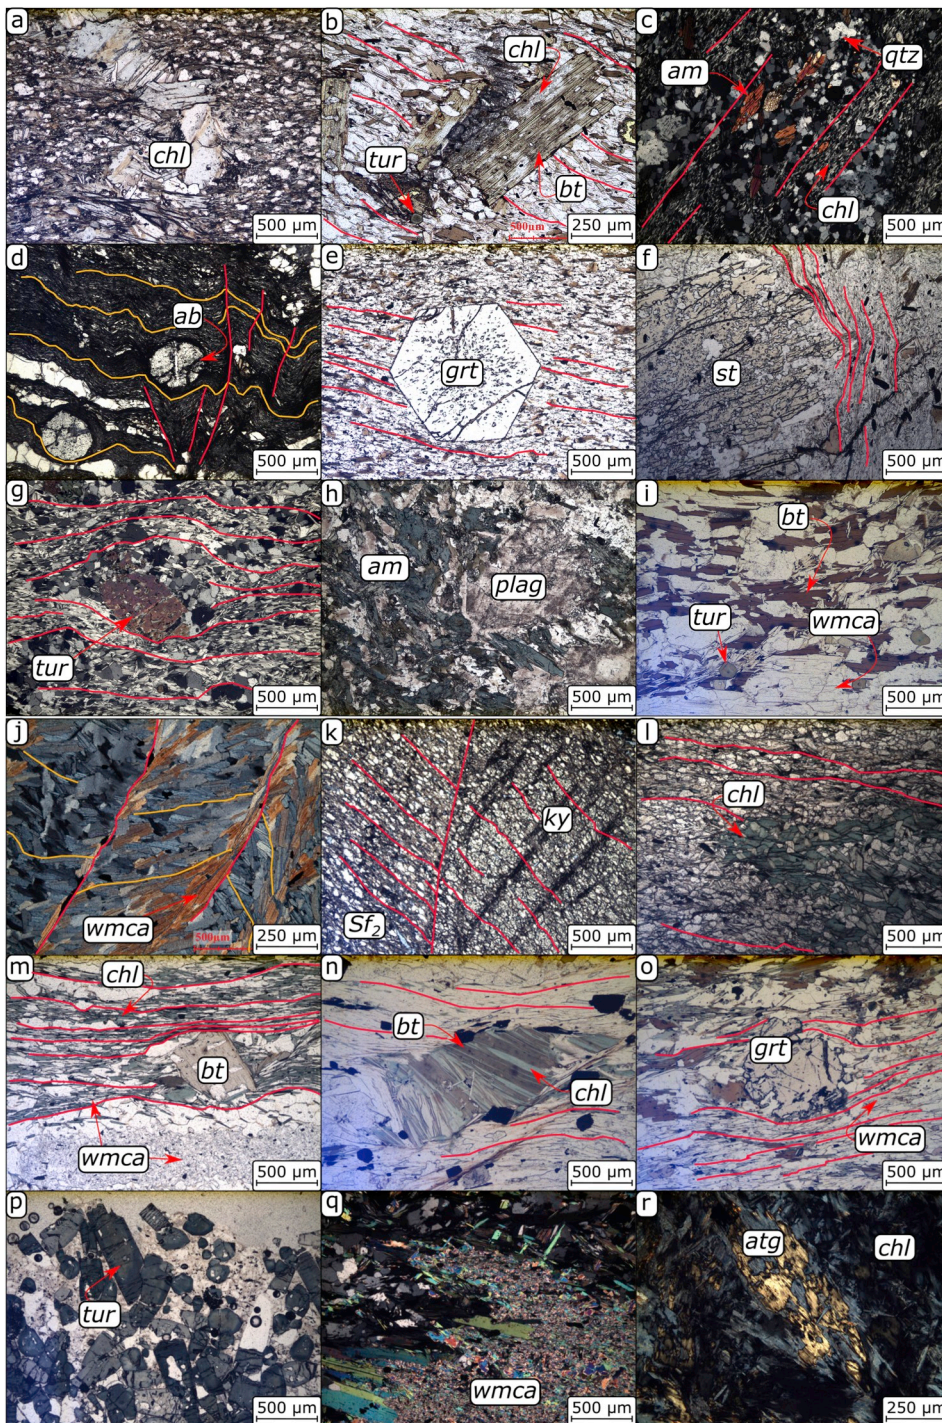 a
chl
500 µm
b
chl
tur
bt
500µm
250 µm
c
am
qtz
chl
500 µm
d
ab
500 µm
e
grt
500 µm
f
st
500 µm
g
tur
500 µm
h
am
plag
500 µm
i
bt
tur
wmca
500 µm
j
wmca
500µm
250 µm
k
ky
Sf2
500 µm
l
chl
500 µm
m
chl
bt
wmca
500 µm
n
bt
chl
500 µm
o
grt
wmca
500 µm
p
tur
500 µm
q
wmca
500 µm
r
atg
chl
250 µm